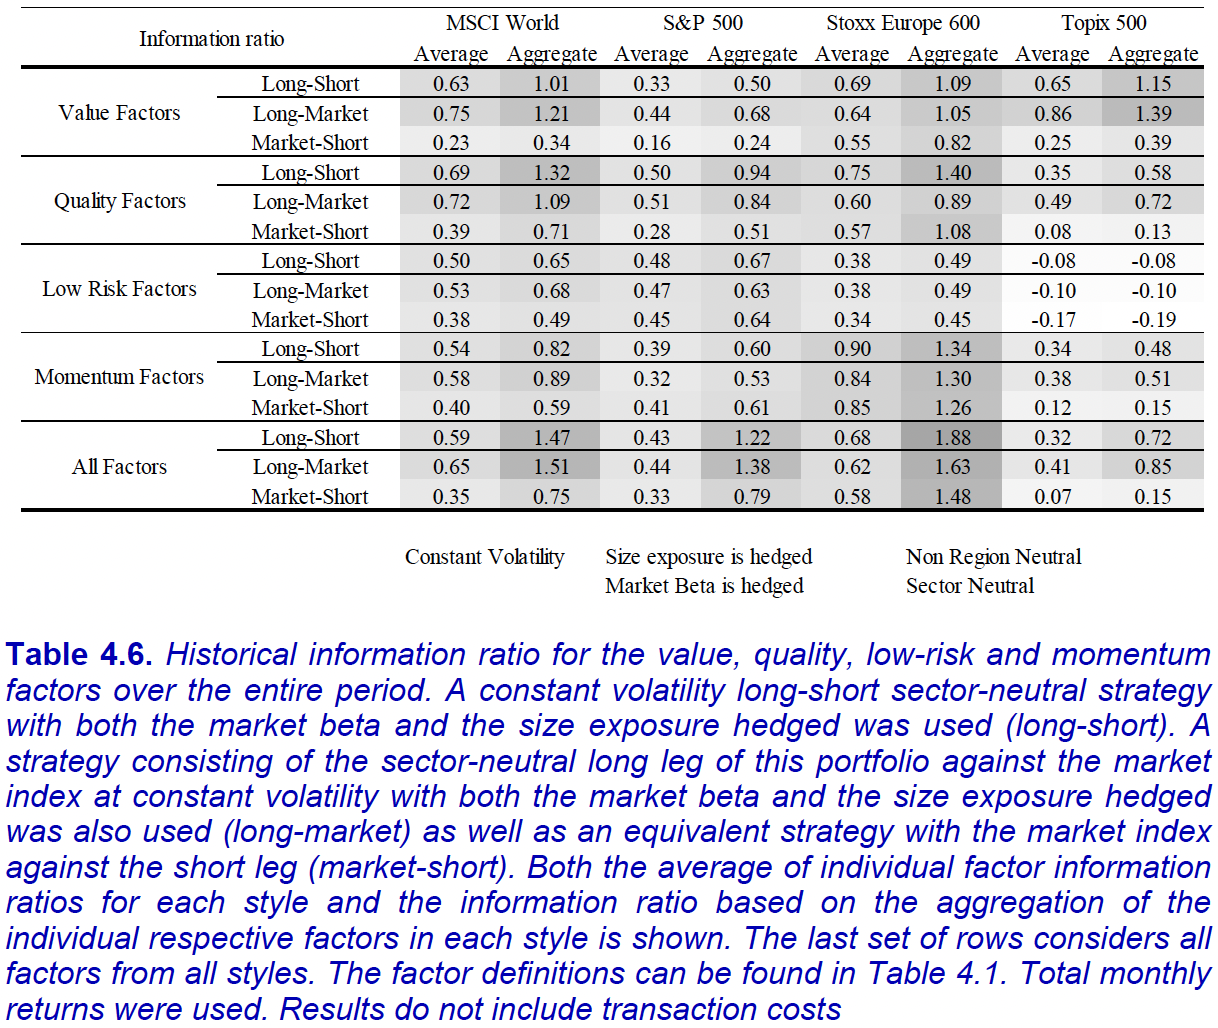 Information ratio MSCI World S&P 500 Stoxx Europe 600 Topix 500
Average Aggregate Average Aggregate Average Aggregate Average Aggregate
Value Factors Long-Short 0.63 1.01 0.33 0.50 0.69 1.09 0.65 1.15
Long-Market 0.75 1.21 0.44 0.68 0.64 1.05 0.86 1.39
Market-Short 0.23 0.34 0.16 0.24 0.55 0.82 0.25 0.39
Quality Factors Long-Short 0.69 1.32 0.50 0.94 0.75 1.40 0.35 0.58
Long-Market 0.72 1.09 0.51 0.84 0.60 0.89 0.49 0.72
Market-Short 0.39 0.71 0.28 0.51 0.57 1.08 0.08 0.13
Low Risk Factors Long-Short 0.50 0.65 0.48 0.67 0.38 0.49 -0.08 -0.08
Long-Market 0.53 0.68 0.47 0.63 0.38 0.49 -0.10 -0.10
Market-Short 0.38 0.49 0.45 0.64 0.34 0.45 -0.17 -0.19
Momentum Factors Long-Short 0.54 0.82 0.39 0.60 0.90 1.34 0.34 0.48
Long-Market 0.58 0.89 0.32 0.53 0.84 1.30 0.38 0.51
Market-Short 0.40 0.59 0.41 0.61 0.85 1.26 0.12 0.15
All Factors Long-Short 0.59 1.47 0.43 1.22 0.68 1.88 0.32 0.72
Long-Market 0.65 1.51 0.44 1.38 0.62 1.63 0.41 0.85
Market-Short 0.35 0.75 0.33 0.79 0.58 1.48 0.07 0.15
Constant Volatility Size exposure is hedged Non Region Neutral
Market Beta is hedged Sector Neutral
Table 4.6. Historical information ratio for the value, quality, low-risk and momentum
factors over the entire period. A constant volatility long-short sector-neutral strategy
with both the market beta and the size exposure hedged was used (long-short). A
strategy consisting of the sector-neutral long leg of this portfolio against the market
index at constant volatility with both the market beta and the size exposure hedged
was also used (long-market) as well as an equivalent strategy with the market index
against the short leg (market-short). Both the average of individual factor information
ratios for each style and the information ratio based on the aggregation of the
individual respective factors in each style is shown. The last set of rows considers all
factors from all styles. The factor definitions can be found in Table 4.1. Total monthly
returns were used. Results do not include transaction costs